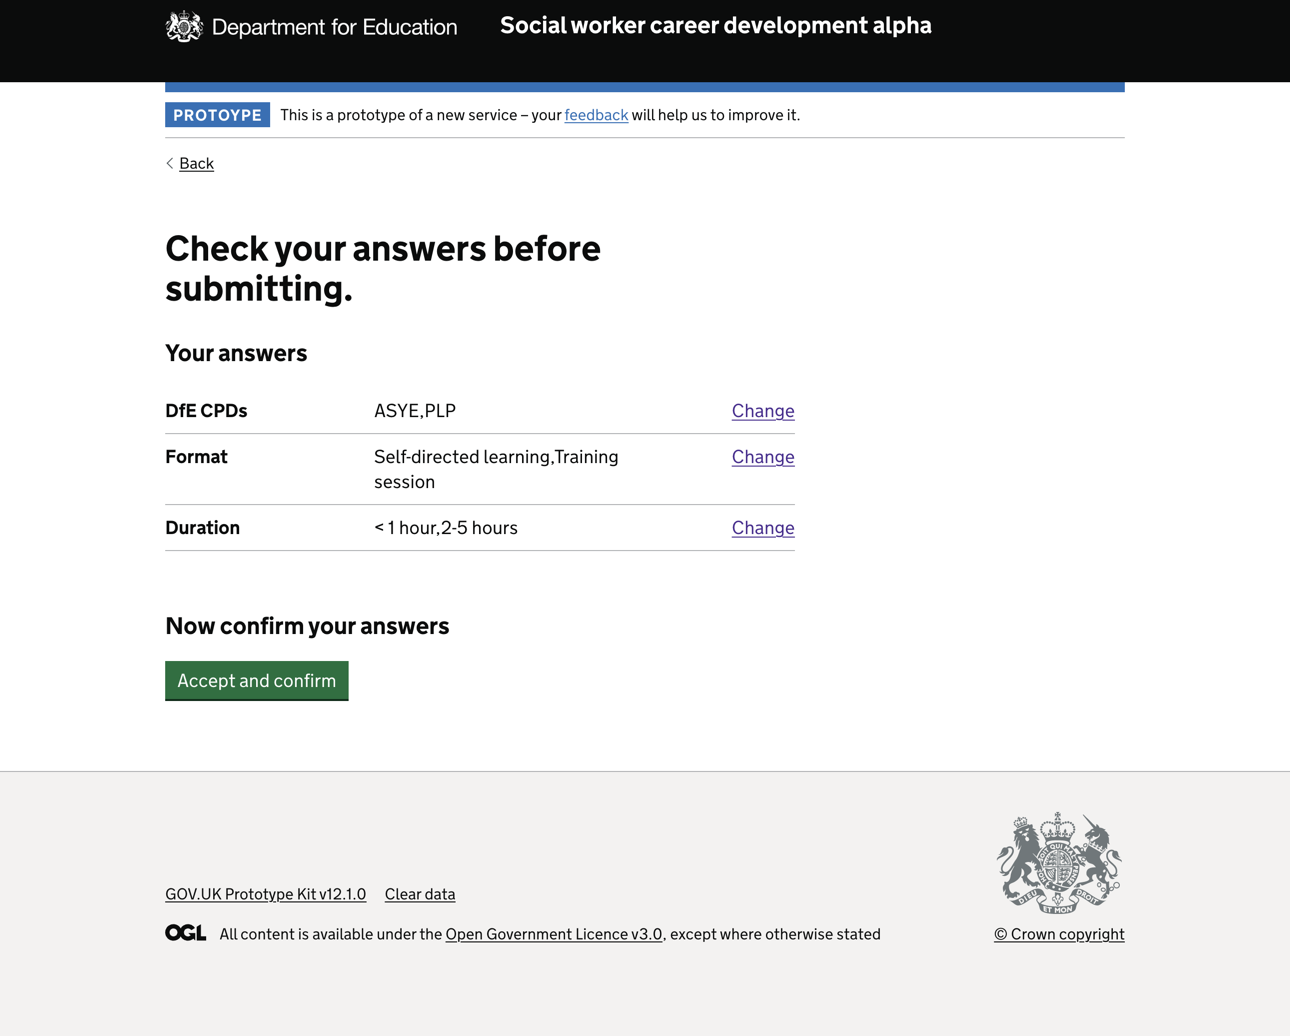 Department for Education
Social worker career development alpha
PROTOYPE
This is a prototype of a new service – your feedback will help us to improve it.
Back
Check your answers before
submitting.
Your answers
DfE CPDs
ASYE,PLP
Change
Format
Self-directed learning,Training
session
Change
Duration
< 1 hour,2-5 hours
Change
Now confirm your answers
Accept and confirm
GOV.UK Prototype Kit v12.1.0
Clear data
OGL
All content is available under the Open Government Licence v3.0, except where otherwise stated
DIEU
ET MON
DROIT
© Crown copyright